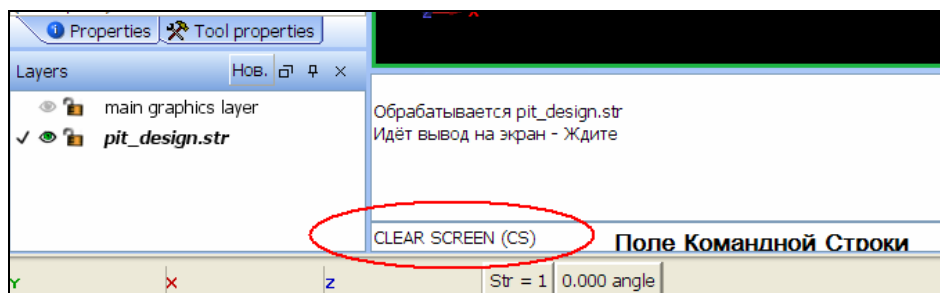 z x
Properties Tool properties
Layers Нов.
main graphics layer
pit_design.str
Обрабатывается pit_design.str
Идёт вывод на экран - Ждите
CLEAR SCREEN (CS)
Поле Командной Строки
Y X Z Str = 1 0.000 angle